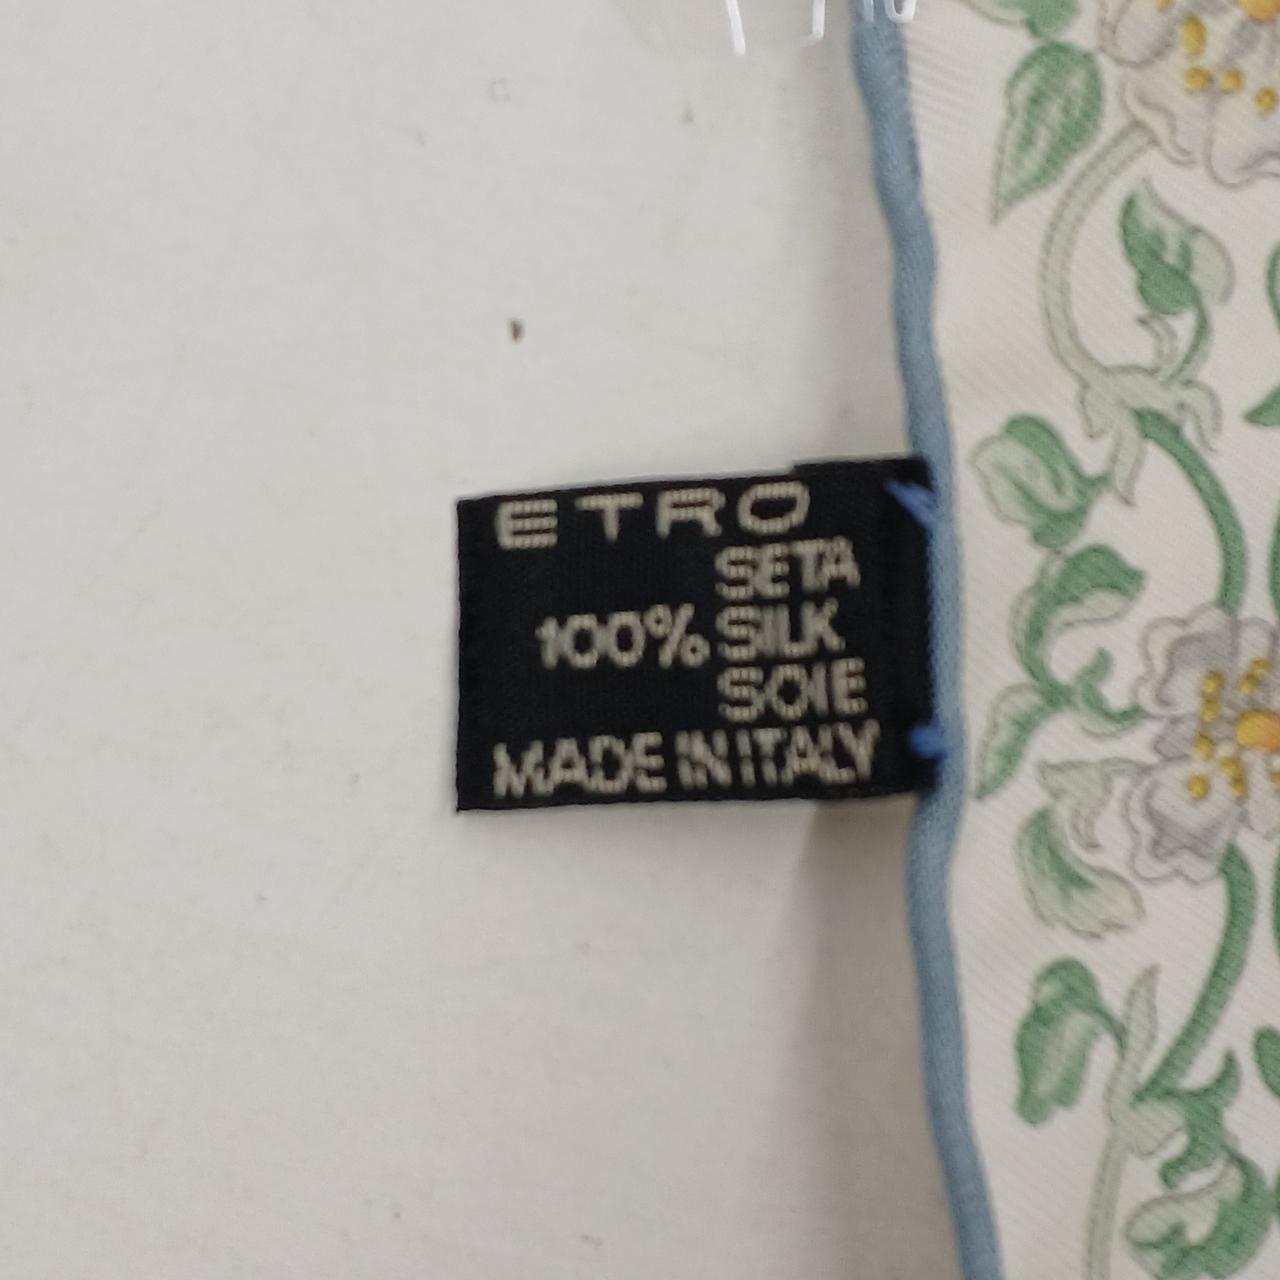 ETRO
SETA
100% SILK
SOIE
MADE IN ITALY